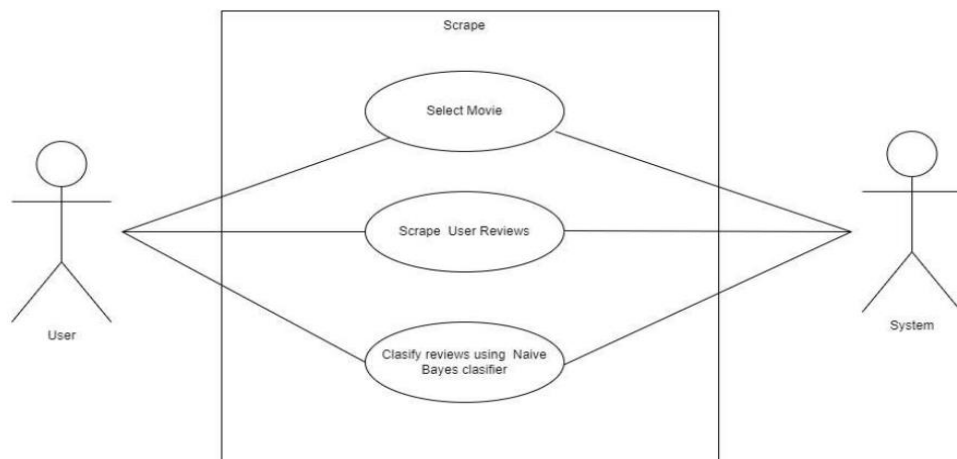 Scrape
Select Movie
Scrape User Reviews
User
System
Clasify reviews using Naive
Bayes clasifier